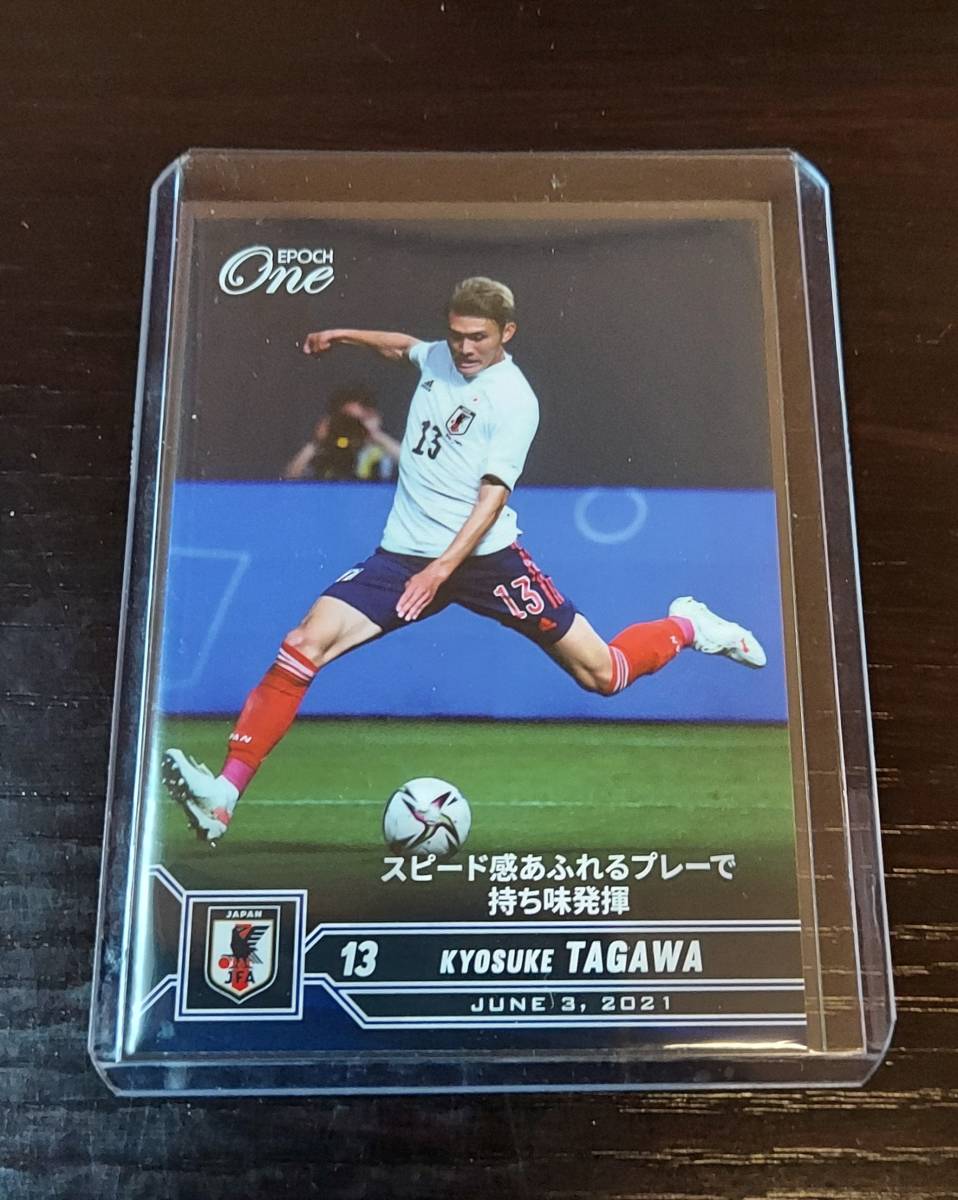 EPOCH
One
13
13
PAN
スピード感あふれるプレーで
持ち味発揮
JAPAN
JFA
13 KYOSUKE TAGAWA
JUNE 3, 2021